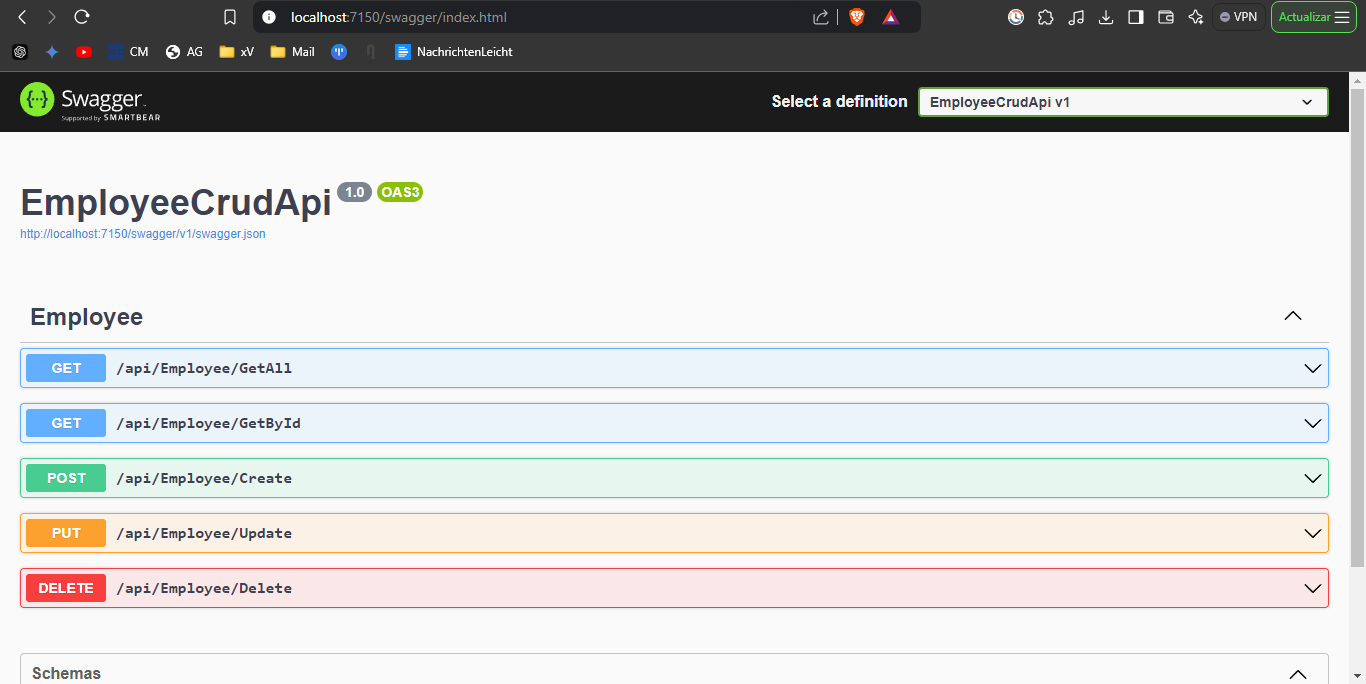 localhost:7150/swagger/index.html
VPN
Actualizar
CM
AG
xV
Mail
NachrichtenLeicht
Swagger
Supported by SMARTBEAR
Select a definition
EmployeeCrudApi v1
EmployeeCrudApi 1.0 OAS3
http://localhost:7150/swagger/v1/swagger.json
Employee
GET /api/Employee/GetAll
GET /api/Employee/GetById
POST /api/Employee/Create
PUT /api/Employee/Update
DELETE /api/Employee/Delete
Schemas